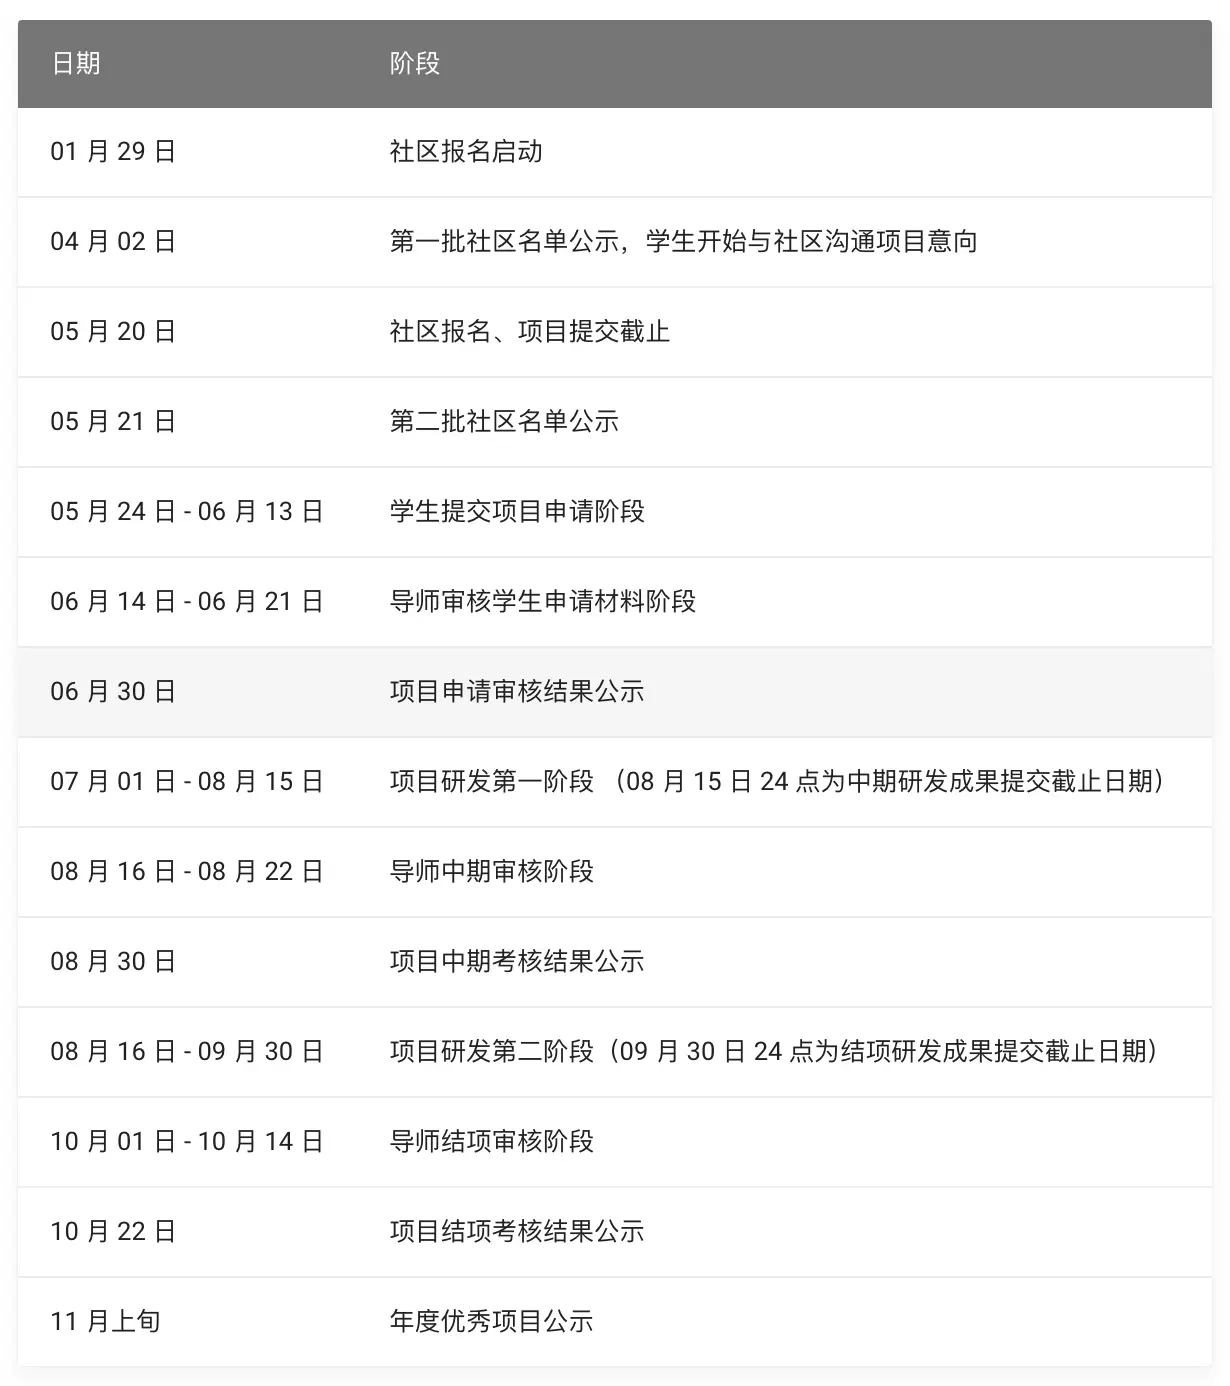 日期 阶段
01 月 29 日 社区报名启动
04 月 02 日 第一批社区名单公示，学生开始与社区沟通项目意向
05 月 20 日 社区报名、项目提交截止
05 月 21 日 第二批社区名单公示
05 月 24 日 - 06 月 13 日 学生提交项目申请阶段
06 月 14 日 - 06 月 21 日 导师审核学生申请材料阶段
06 月 30 日 项目申请审核结果公示
07 月 01 日 - 08 月 15 日 项目研发第一阶段 （08 月 15 日 24 点为中期研发成果提交截止日期）
08 月 16 日 - 08 月 22 日 导师中期审核阶段
08 月 30 日 项目中期考核结果公示
08 月 16 日 - 09 月 30 日 项目研发第二阶段（09 月 30 日 24 点为结项研发成果提交截止日期）
10 月 01 日 - 10 月 14 日 导师结项审核阶段
10 月 22 日 项目结项考核结果公示
11 月上旬 年度优秀项目公示